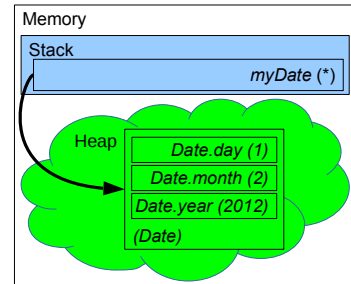 Memory
Stack
myDate (*)
Heap
Date.day (1)
Date.month (2)
Date.year (2012)
(Date)